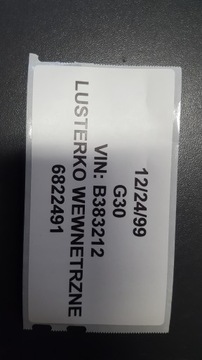 12/24/99
G30
VIN: B383212
LUSTERKO WEWNETRZNE
6822491